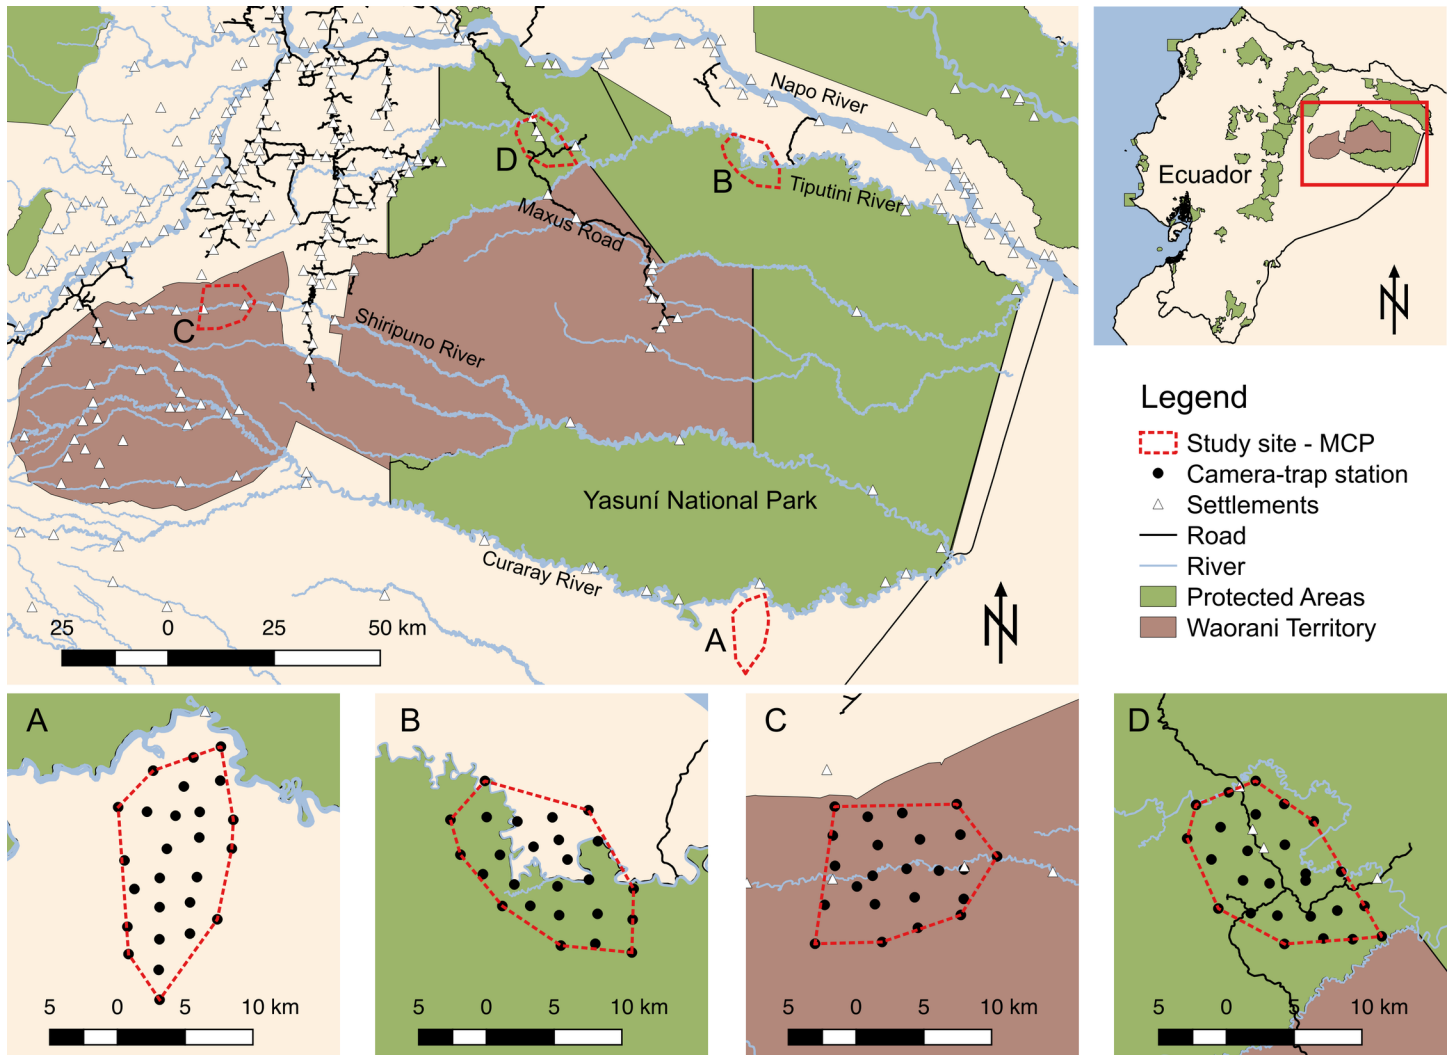 Napo River
D
B
Tiputini River
Maxus Road
C
Shiripuno River
Yasuní National Park
Curaray River
A
25 0 25 50 km
N
Ecuador
N
Legend
Study site - MCP
Camera-trap station
Settlements
Road
River
Protected Areas
Waorani Territory
A
5 0 5 10 km
B
5 0 5 10 km
C
5 0 5 10 km
D
5 0 5 10 km